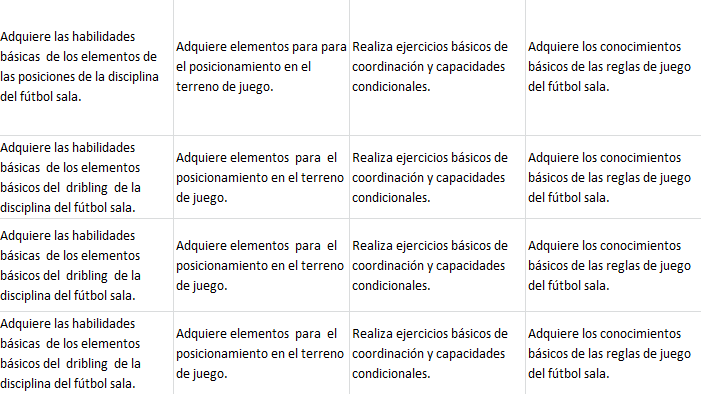 Adquiere las habilidades
básicas  de los elementos de
las posiciones de la disciplina
del fútbol sala.
Adquiere elementos para para
el posicionamiento en el
terreno de juego.
Realiza ejercicios básicos de
coordinación y capacidades
condicionales.
Adquiere los conocimientos
básicos de las reglas de juego
del fútbol sala.
Adquiere las habilidades
básicas  de los elementos
básicos del  dribling  de la
disciplina del fútbol sala.
Adquiere elementos  para  el
posicionamiento en el terreno
de juego.
Realiza ejercicios básicos de
coordinación y capacidades
condicionales.
Adquiere los conocimientos
básicos de las reglas de juego
del fútbol sala.
Adquiere las habilidades
básicas  de los elementos
básicos del  dribling  de la
disciplina del fútbol sala.
Adquiere elementos  para  el
posicionamiento en el terreno
de juego.
Realiza ejercicios básicos de
coordinación y capacidades
condicionales.
Adquiere los conocimientos
básicos de las reglas de juego
del fútbol sala.
Adquiere las habilidades
básicas  de los elementos
básicos del  dribling  de la
disciplina del fútbol sala.
Adquiere elementos  para  el
posicionamiento en el terreno
de juego.
Realiza ejercicios básicos de
coordinación y capacidades
condicionales.
Adquiere los conocimientos
básicos de las reglas de juego
del fútbol sala.